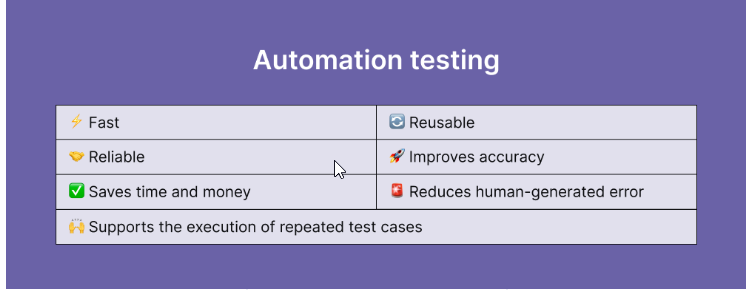 Automation testing
⚡ Fast
🔄 Reusable
🤝 Reliable
🚀 Improves accuracy
✅ Saves time and money
🚨 Reduces human-generated error
🙌 Supports the execution of repeated test cases